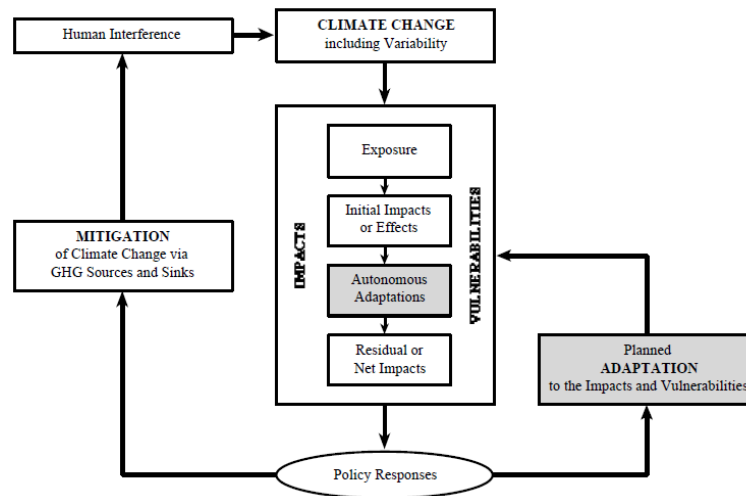 Human Interference
CLIMATE CHANGE
including Variability
IMPACTS
Exposure
Initial Impacts
or Effects
Autonomous
Adaptations
Residual or
Net Impacts
VULNERABILITIES
MITIGATION
of Climate Change via
GHG Sources and Sinks
Planned
ADAPTATION
to the Impacts and Vulnerabilities
Policy Responses